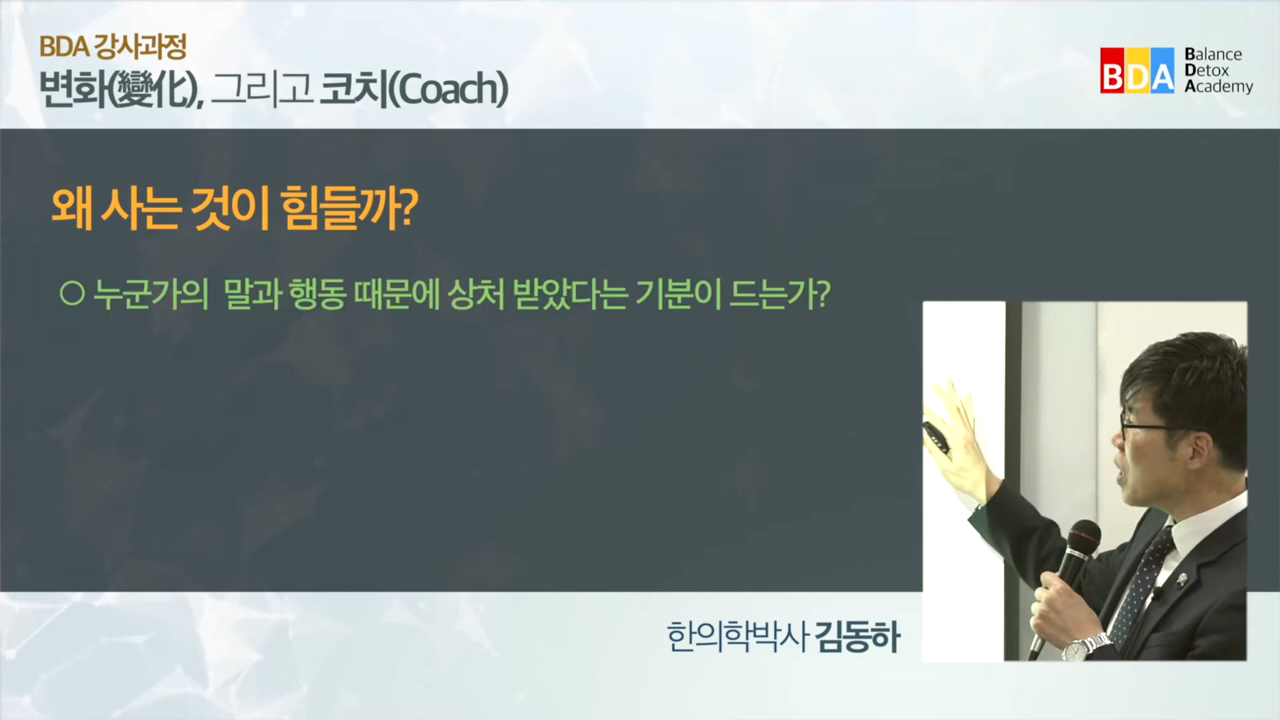 BDA 강사과정
변화(變化), 그리고 코치(Coach)
BDA
Balance
Detox
Academy
왜 사는 것이 힘들까?
○ 누군가의 말과 행동 때문에 상처 받았다는 기분이 드는가?
한의학박사 김동하